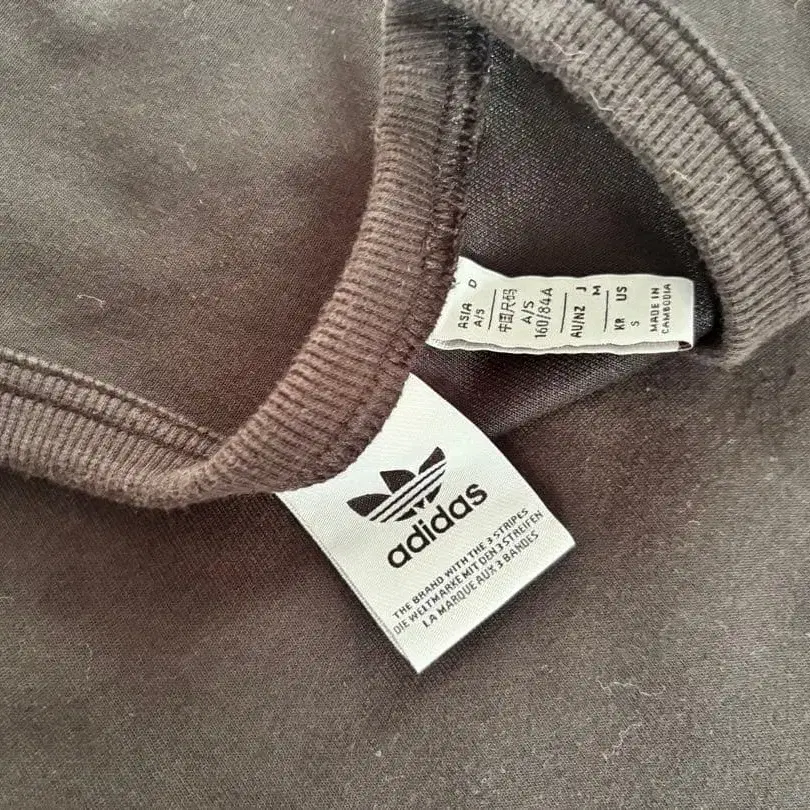 ASIA D
A/S
中国尺码
A/S
160/84A
AU/NZ J
M
KR US
S
MADE IN
CAMBODIA
adidas
THE BRAND WITH THE 3 STRIPES
DIE WELTMARKE MIT DEN 3 STREIFEN
LA MARQUE AUX 3 BANDES